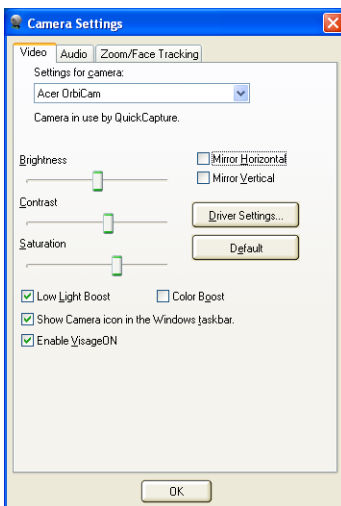 Camera Settings
Video Audio Zoom/Face Tracking
Settings for camera:
Acer OrbiCam
Camera in use by QuickCapture.
Brightness
Mirror Horizontal
Mirror Vertical
Contrast
Driver Settings...
Saturation
Default
Low Light Boost
Color Boost
Show Camera icon in the Windows taskbar.
Enable VisageON
OK